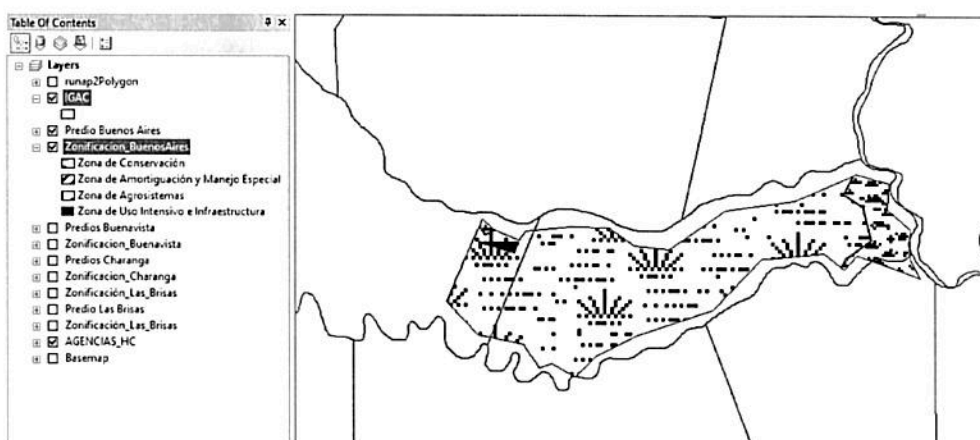 Table Of Contents
Layers
runap2Polygon
IGAC
Predio Buenos Aires
Zonificacion_BuenosAires
Zona de Conservación
Zona de Amortiguación y Manejo Especial
Zona de Agrosistemas
Zona de Uso Intensivo e Infraestructura
Predios Buenavista
Zonificacion_Buenavista
Predios Charanga
Zonificacion_Charanga
Zonificación_Las_Brisas
Predio Las Brisas
Zonificación_Las_Brisas
AGENCIAS_HC
Basemap